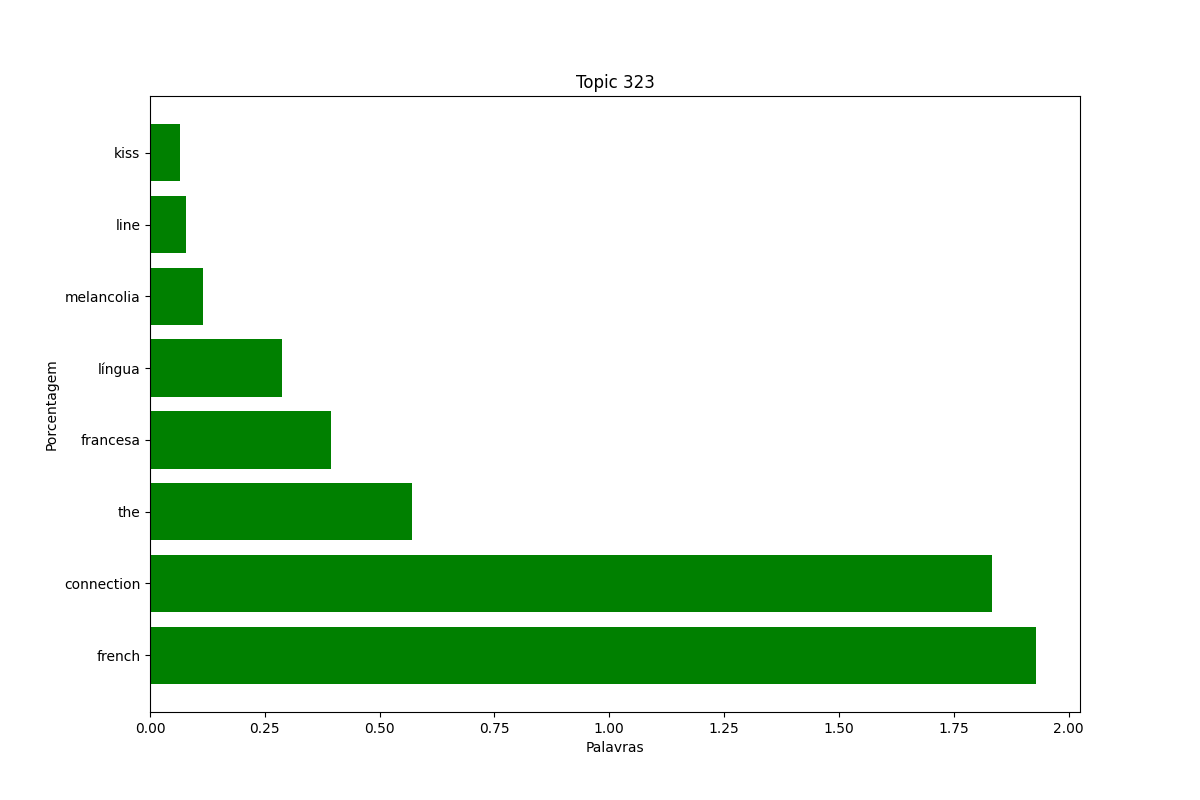 Topic 323
kiss
line
melancolia
língua
francesa
the
connection
french
Porcentagem
0.00 0.25 0.50 0.75 1.00 1.25 1.50 1.75 2.00
Palavras